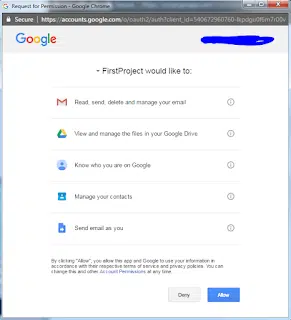 Request for Permission - Google Chrome
Secure https://accounts.google.com/o/oauth2/auth?client_id=
Google
FirstProject would like to:
Read, send, delete and manage your email
View and manage the files in your Google Drive
Know who you are on Google
Manage your contacts
Send email as you
By clicking "Allow", you allow this app and Google to use your information in
accordance with their respective terms of service and privacy policies. You can
change this and other Account Permissions at any time.
Deny Allow